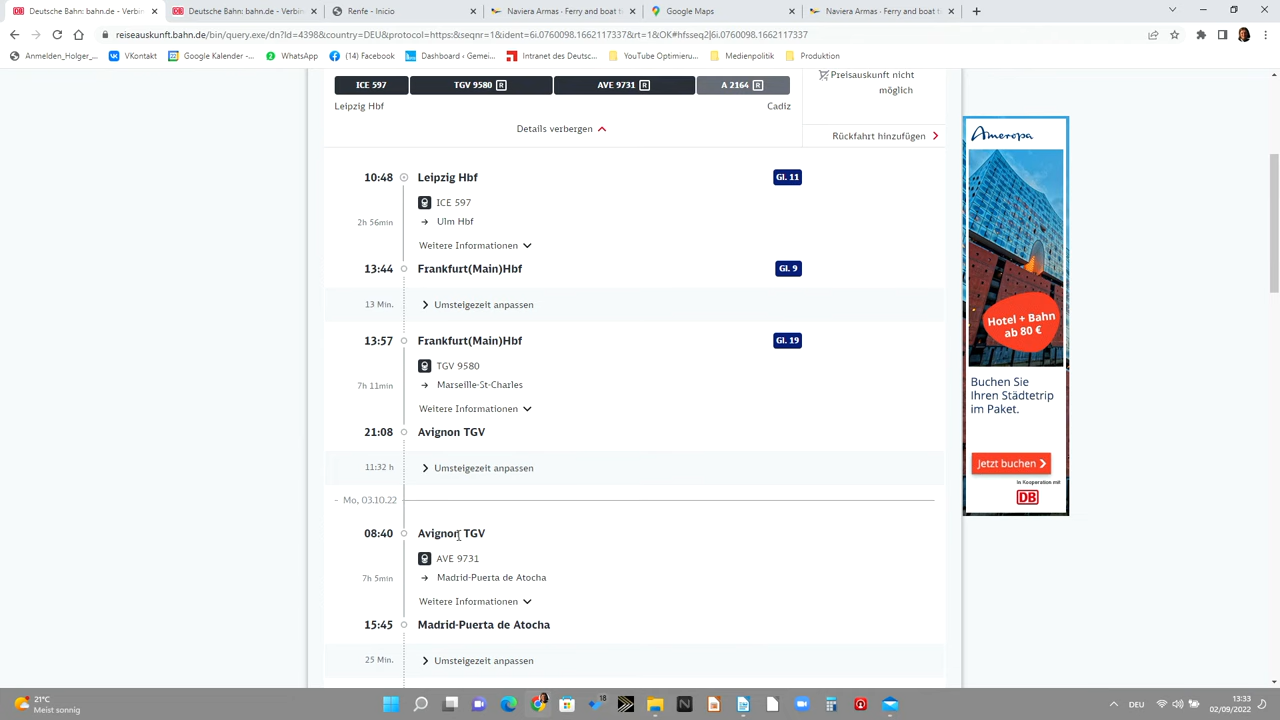 Deutsche Bahn: bahn.de - Verbin
Deutsche Bahn: bahn.de - Verbin
Renfe - Inicio
Naviera Armas - Ferry and boat t
Google Maps
Naviera Armas - Ferry and boat t
reiseauskunft.bahn.de/bin/query.exe/dn?ld=4398&country=DEU&protocol=https:&seqnr=1&ident=6i.0760098.1662117337&rt=1&OK#hfsseq2|6i.0760098.1662117337
Anmelden_Holger_...
VKontakt
Google Kalender -...
WhatsApp
(14) Facebook
Dashboard ‹ Gemei...
Intranet des Deutsc...
YouTube Optimieru...
Medienpolitik
Produktion
ICE 597
TGV 9580 R
AVE 9731 R
A 2164 R
Preisauskunft nicht
möglich
Leipzig Hbf
Cadiz
Details verbergen
Rückfahrt hinzufügen
10:48 Leipzig Hbf Gl. 11
ICE 597
2h 56min → Ulm Hbf
Weitere Informationen
13:44 Frankfurt(Main)Hbf Gl. 9
13 Min. Umsteigezeit anpassen
13:57 Frankfurt(Main)Hbf Gl. 19
TGV 9580
7h 11min → Marseille-St-Charles
Weitere Informationen
21:08 Avignon TGV
11:32 h Umsteigezeit anpassen
Mo, 03.10.22
08:40 Avignon TGV
AVE 9731
7h 5min → Madrid-Puerta de Atocha
Weitere Informationen
15:45 Madrid-Puerta de Atocha
25 Min. Umsteigezeit anpassen
Ameropa
Hotel + Bahn
ab 80 €
Buchen Sie
Ihren Städtetrip
im Paket.
Jetzt buchen
in Kooperation mit
DB
21°C
Meist sonnig
18
DEU
13:33
02/09/2022